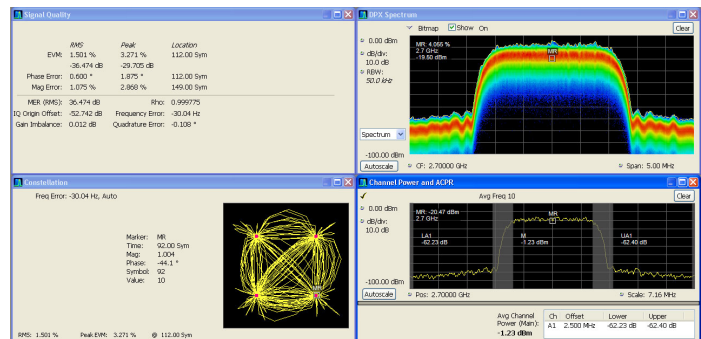 Signal Quality
RMS Peak Location
EVM: 1.501 % 3.271 % 112.00 Sym
-36.474 dB -29.705 dB
Phase Error: 0.600 ° 1.875 ° 112.00 Sym
Mag Error: 1.075 % 2.868 % 149.00 Sym
MER (RMS): 36.474 dB Rho: 0.999775
IQ Origin Offset: -52.742 dB Frequency Error: -30.04 Hz
Gain Imbalance: 0.012 dB Quadrature Error: -0.108 °
DPX Spectrum
Bitmap Show On Clear
0.00 dBm
dB/div:
10.0 dB
RBW:
50.0 kHz
MR: 4.055 %
2.7 GHz
-19.50 dBm
MR
Spectrum
-100.00 dBm
Autoscale CF: 2.70000 GHz Span: 5.00 MHz
Constellation
Freq Error: -30.04 Hz, Auto
Marker: MR
Time: 92.00 Sym
Mag: 1.004
Phase: -44.1 °
Symbol: 92
Value: 10
MR
RMS: 1.501 % Peak EVM: 3.271 % @ 112.00 Sym
Channel Power and ACPR
Avg Freq 10 Clear
0.00 dBm
dB/div:
10.0 dB
MR: -20.47 dBm
2.7 GHz
MR
LA1
-62.23 dB
M
-1.23 dBm
UA1
-62.40 dB
-100.00 dBm
Autoscale Pos: 2.70000 GHz Scale: 7.16 MHz
Avg Channel
Power (Main):
-1.23 dBm
Ch Offset Lower Upper
A1 2.500 MHz -62.23 dB -62.40 dB